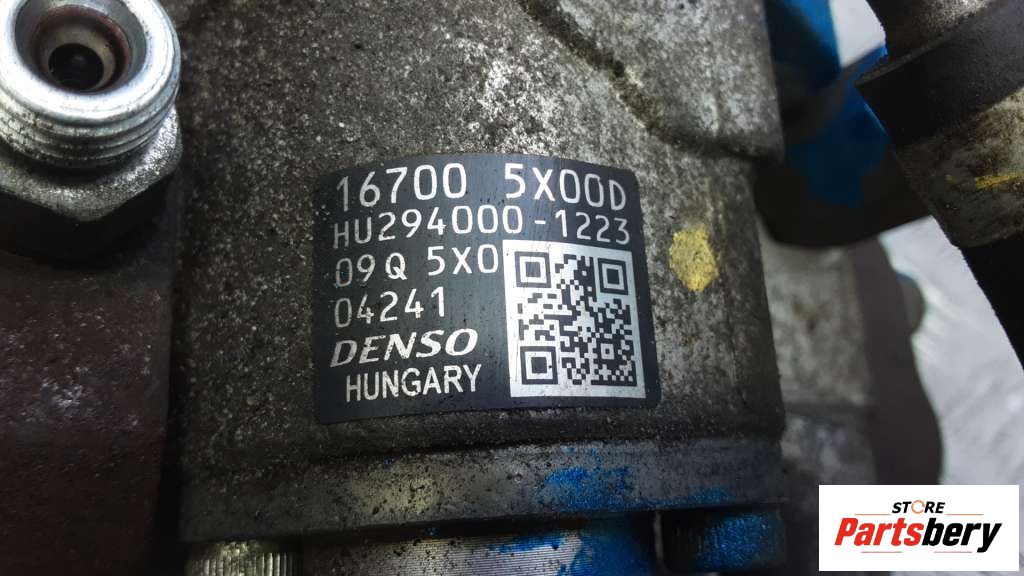 16700 5X00D
HU294000-1223
09Q 5X0
04241
DENSO
HUNGARY
STORE
Partsbery